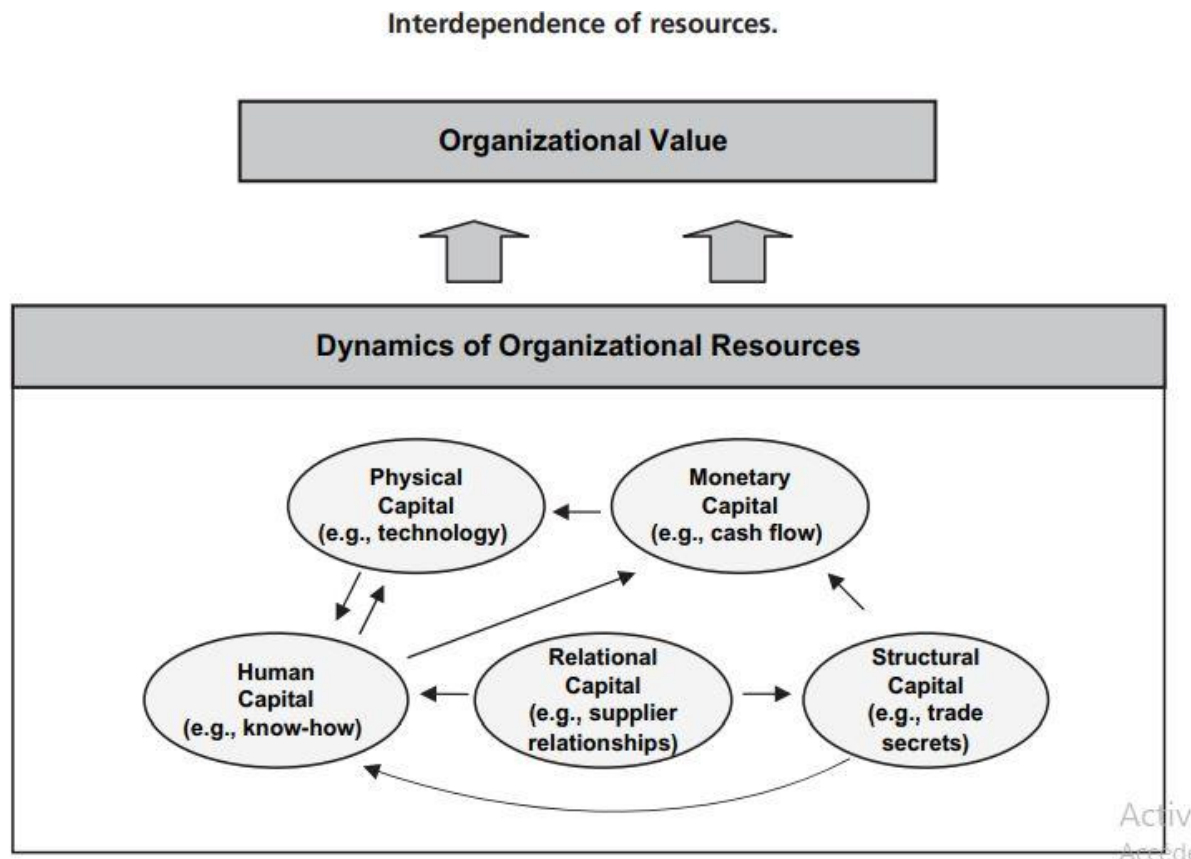 Interdependence of resources.
Organizational Value
Dynamics of Organizational Resources
Physical
Capital
(e.g., technology)
Monetary
Capital
(e.g., cash flow)
Human
Capital
(e.g., know-how)
Relational
Capital
(e.g., supplier
relationships)
Structural
Capital
(e.g., trade
secrets)